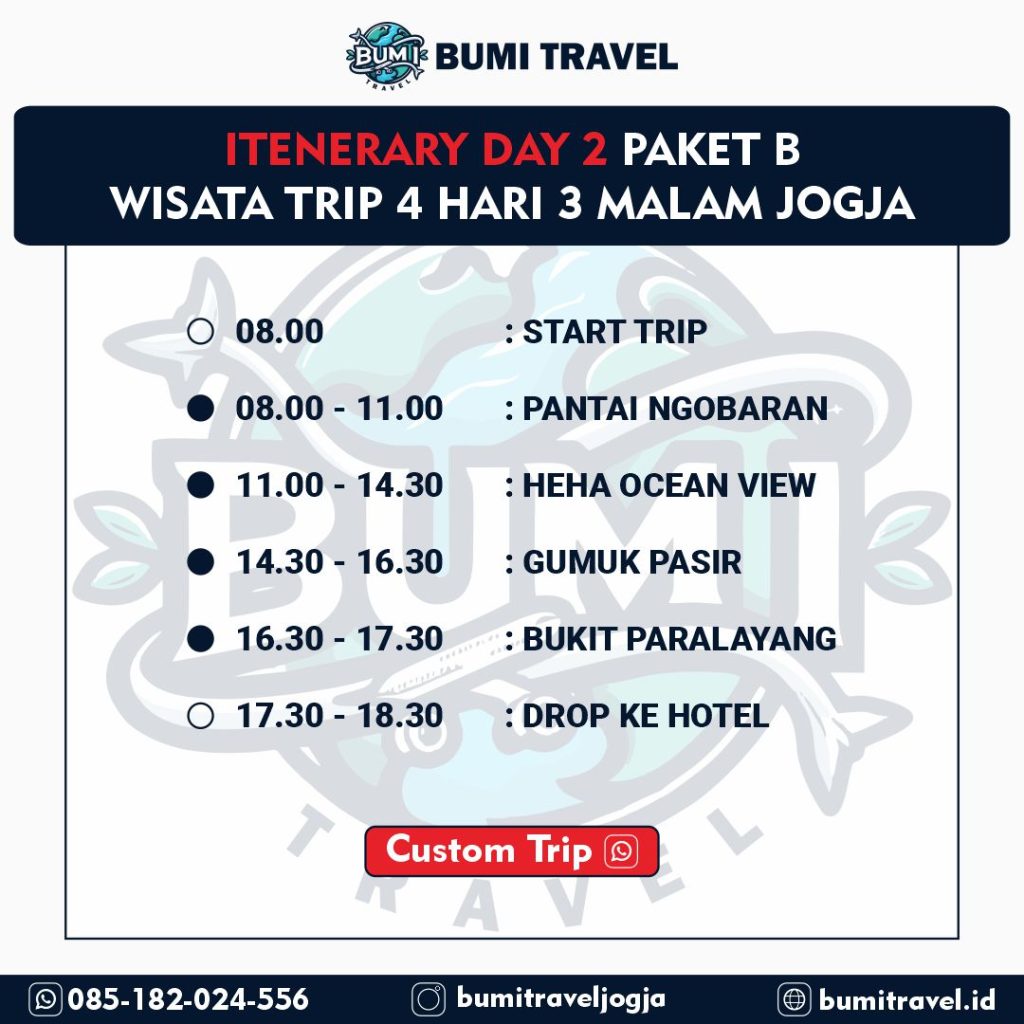 BUMI TRAVEL BUMI TRAVEL
ITENERARY DAY 2 PAKET B
WISATA TRIP 4 HARI 3 MALAM JOGJA
08.00 : START TRIP
08.00 - 11.00 : PANTAI NGOBARAN
11.00 - 14.30 : HEHA OCEAN VIEW
14.30 - 16.30 : GUMUK PASIR
16.30 - 17.30 : BUKIT PARALAYANG
17.30 - 18.30 : DROP KE HOTEL
BUMI
TRAVEL
Custom Trip
085-182-024-556 bumitraveljogja bumitravel.id